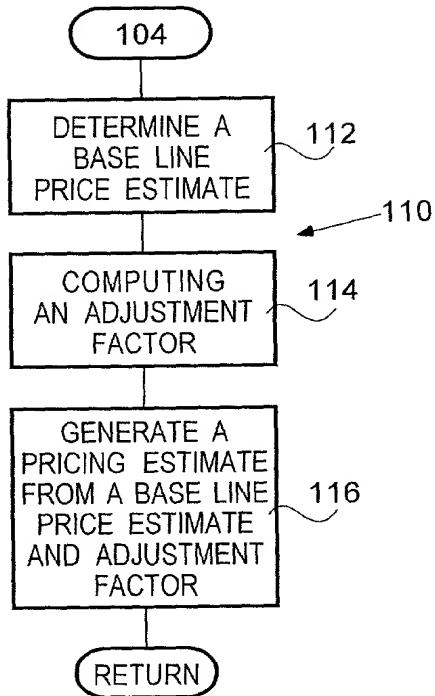 104
DETERMINE A
BASE LINE
PRICE ESTIMATE
112
110
COMPUTING
AN ADJUSTMENT
FACTOR
114
GENERATE A
PRICING ESTIMATE
FROM A BASE LINE
PRICE ESTIMATE
AND ADJUSTMENT
FACTOR
116
RETURN